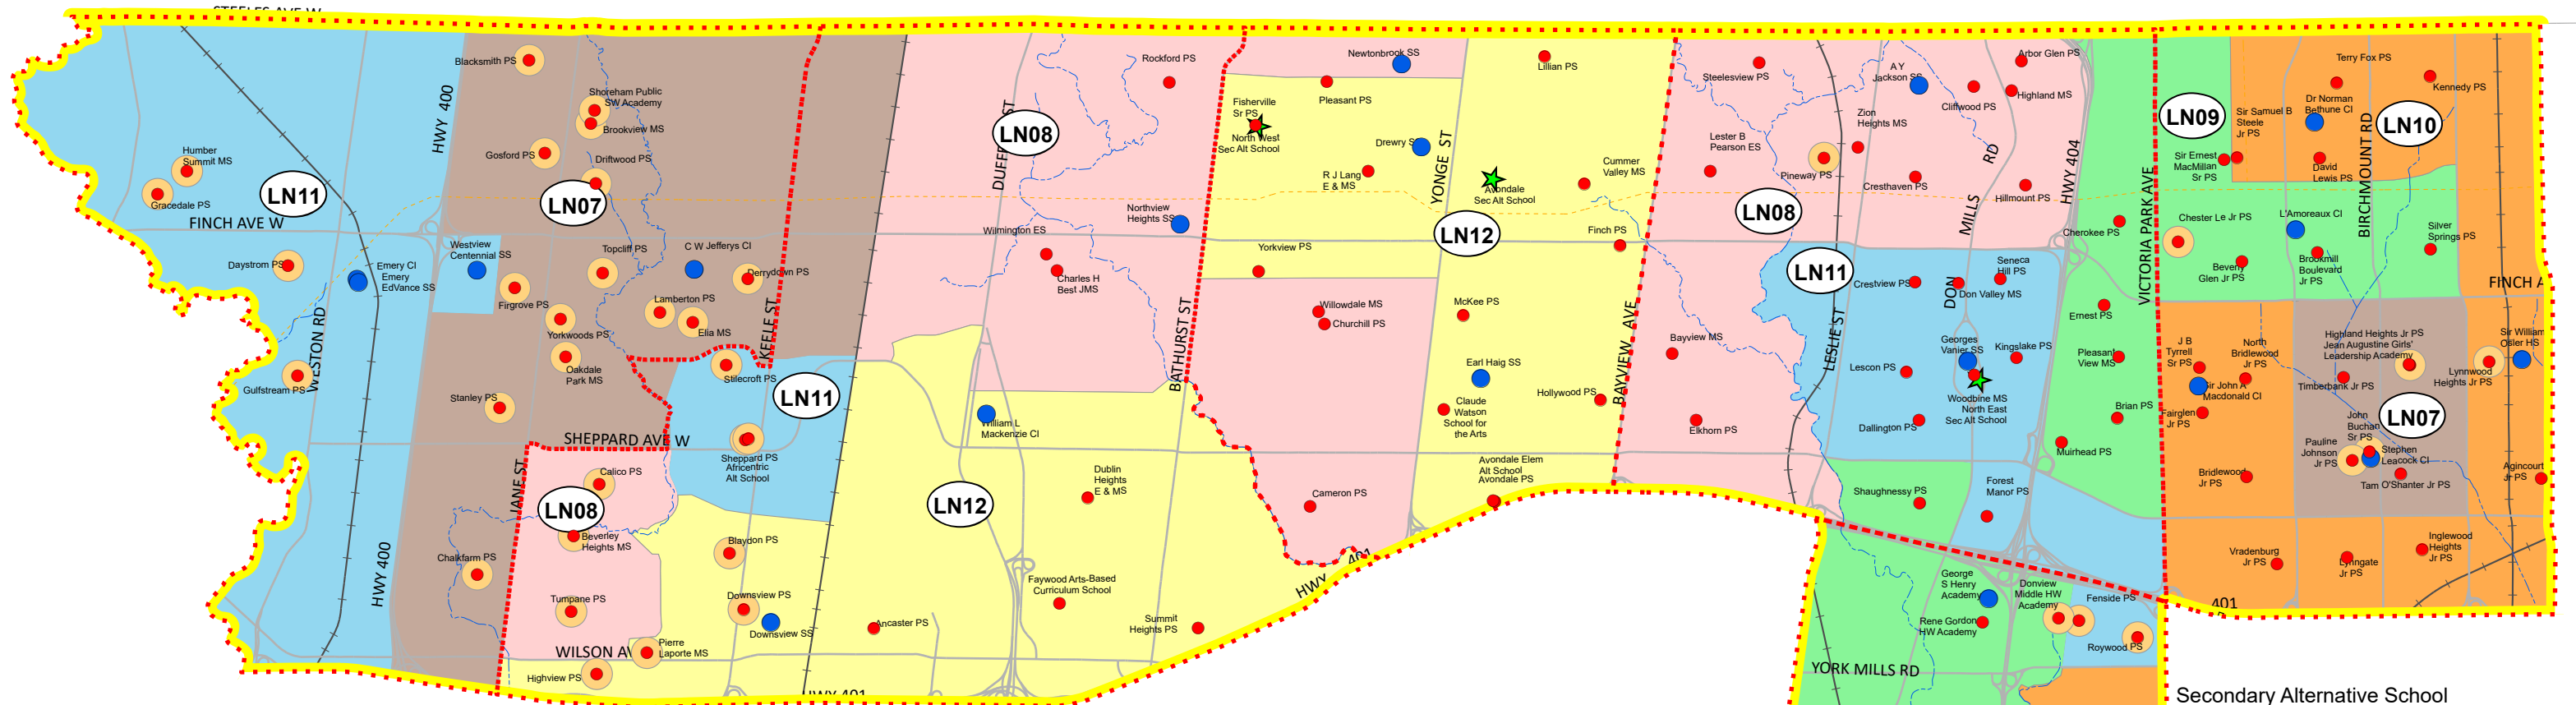 STEELES AVE W
Blacksmith PS
HWY 400
Shoreham Public
SW Academy
Brookview MS
Gosford PS
Driftwood PS
Humber
Summit MS
Gracedale PS
LN11
LN07
FINCH AVE W
Daystrom PS
Emery CI
Emery
EdVance SS
Westview
Centennial SS
Topcliff PS
C W Jefferys CI
Derrydown PS
Firgrove PS
Lamberton PS
Elia MS
Yorkwoods PS
Oakdale
Park MS
KEELE ST
WESTON RD
Gulfstream PS
Stanley PS
Stilecroft PS
LN11
SHEPPARD AVE W
Sheppard PS
Africentric
Alt School
JANE ST
Calico PS
LN08
Beverley
Heights MS
Chalkfarm PS
HWY 400
Tumpane PS
Blaydon PS
Downsview PS
Downsview SS
Pierre
Laporte MS
WILSON AV
Highview PS
HWY 401
Rockford PS
LN08
Northview
Heights SS
Wilmington ES
Charles H
Best JMS
BATHURST ST
William L
Mackenzie CI
LN12
Dublin
Heights
E & MS
Faywood Arts-Based
Curriculum School
Ancaster PS
Summit
Heights PS
Newtonbrook SS
Pleasant PS
Fisherville
Sr PS
North West
Sec Alt School
Drewry S
R J Lang
E & MS
YONGE ST
Lillian PS
Cummer
Valley MS
Avondale
Sec Alt School
LN12
Finch PS
Yorkview PS
Willowdale MS
Churchill PS
McKee PS
Earl Haig SS
Hollywood PS
Claude
Watson
School for
the Arts
Avondale Elem
Alt School
Avondale PS
Cameron PS
HWY 401
BAYVIEW AVE
Steelesview PS
A Y
Jackson SS
Arbor Glen PS
Cliffwood PS
Highland MS
Zion
Heights MS
Lester B
Pearson ES
Pineway PS
Cresthaven PS
Hillmount PS
HWY 404
DON MILLS RD
LN08
LN11
Cherokee PS
Seneca
Hill PS
Crestview PS
Don Valley MS
Ernest PS
Bayview MS
LESLIE ST
Georges
Vanier SS
Kingslake PS
Pleasant
View MS
Lescon PS
Woodbine MS
North East
Sec Alt School
Brian PS
Elkhorn PS
Dallington PS
Muirhead PS
Shaughnessy PS
Forest
Manor PS
George
S Henry
Academy
Donview
Middle HW
Academy
Fenside PS
Rene Gordon
HW Academy
Roywood PS
YORK MILLS RD
VICTORIA PARK AVE
LN09
Sir Samuel B
Steele
Jr PS
Terry Fox PS
Dr Norman
Bethune CI
Kennedy PS
LN10
Sir Ernest
MacMillan
Sr PS
David
Lewis PS
BIRCHMOUNT RD
Chester Le Jr PS
L'Amoreaux CI
Silver
Springs PS
Beverly
Glen Jr PS
Brookmill
Boulevard
Jr PS
FINCH A
J B
Tyrrell
Sr PS
North
Bridlewood
Jr PS
Highland Heights Jr PS
Jean Augustine Girls'
Leadership Academy
Sir William
Osler HS
Lynnwood
Heights Jr PS
Timberbank Jr PS
Sir John A
Macdonald CI
Fairglen
Jr PS
John
Buchan
Sr PS
LN07
Pauline
Johnson
Jr PS
Stephen
Leacock CI
Tam O'Shanter Jr PS
Bridlewood
Jr PS
Agincourt
Jr PS
Vradenburg
Jr PS
Lynngate
Jr PS
Inglewood
Heights
Jr PS
401
Secondary Alternative School